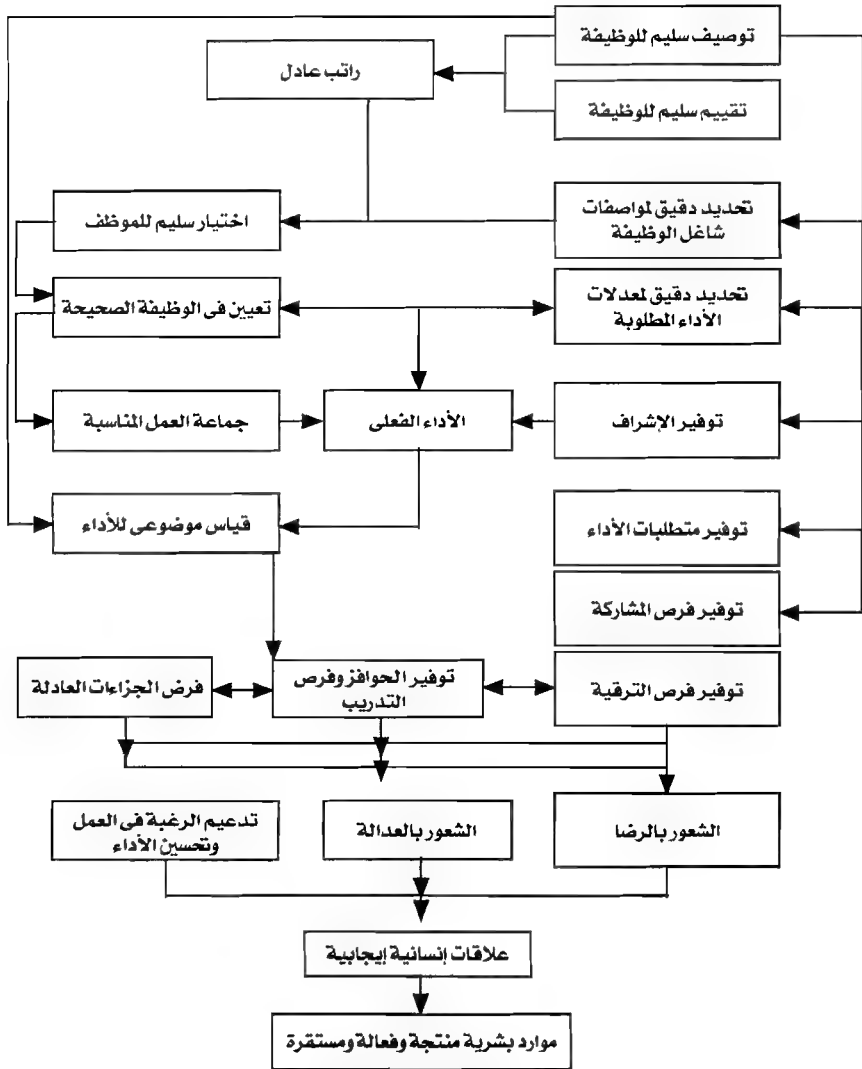 توصيف سليم للوظيفة
راتب عادل
تقييم سليم للوظيفة
تحديد دقيق لمواصفات
شاغل الوظيفة
اختيار سليم للموظف
تحديد دقيق لمعدلات
الأداء المطلوبة
تعيين فى الوظيفة الصحيحة
توفير الإشراف
الأداء الفعلى
جماعة العمل المناسبة
توفير متطلبات الأداء
قياس موضوعى للأداء
توفير فرص المشاركة
توفير فرص الترقية
توفير الحوافز وفرص
التدريب
فرض الجزاءات العادلة
الشعور بالرضا
الشعور بالعدالة
تدعيم الرغبة فى العمل
وتحسين الأداء
علاقات إنسانية إيجابية
موارد بشرية منتجة وفعالة ومستقرة